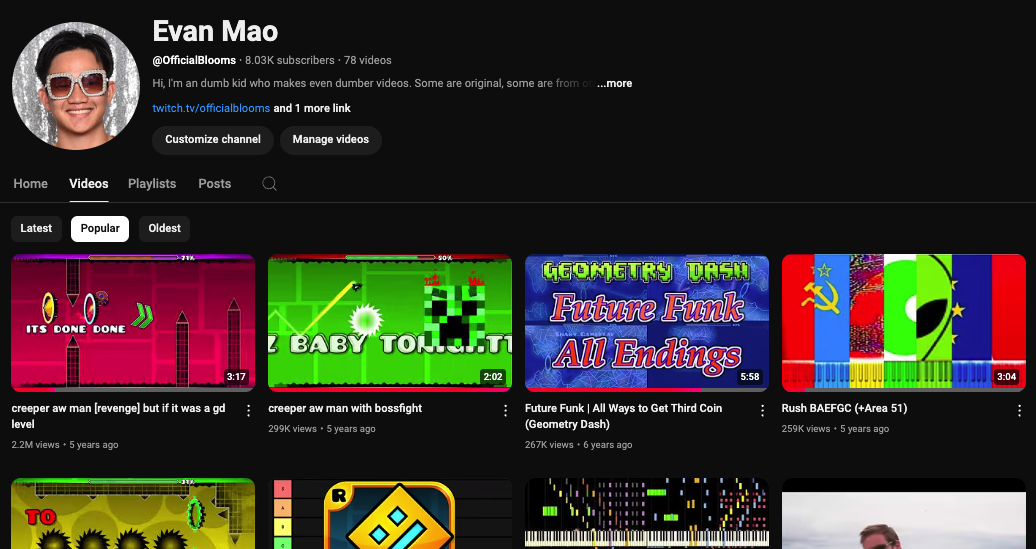 Evan Mao
@OfficialBlooms · 8.03K subscribers · 78 videos
Hi, I'm an dumb kid who makes even dumber videos. Some are original, some are from ...more
twitch.tv/officialblooms and 1 more link
Customize channel Manage videos
Home Videos Playlists Posts
Latest Popular Oldest
71%
ITS DONE DONE
3:17
50%
BABY TONIGHT
2:02
GEOMETRY DASH
Future Funk
All Endings
5:58
3:04
creeper aw man [revenge] but if it was a gd
level
2.2M views • 5 years ago
creeper aw man with bossfight
299K views • 5 years ago
Future Funk | All Ways to Get Third Coin
(Geometry Dash)
267K views • 6 years ago
Rush BAEFGC (+Area 51)
259K views • 5 years ago
TO
R